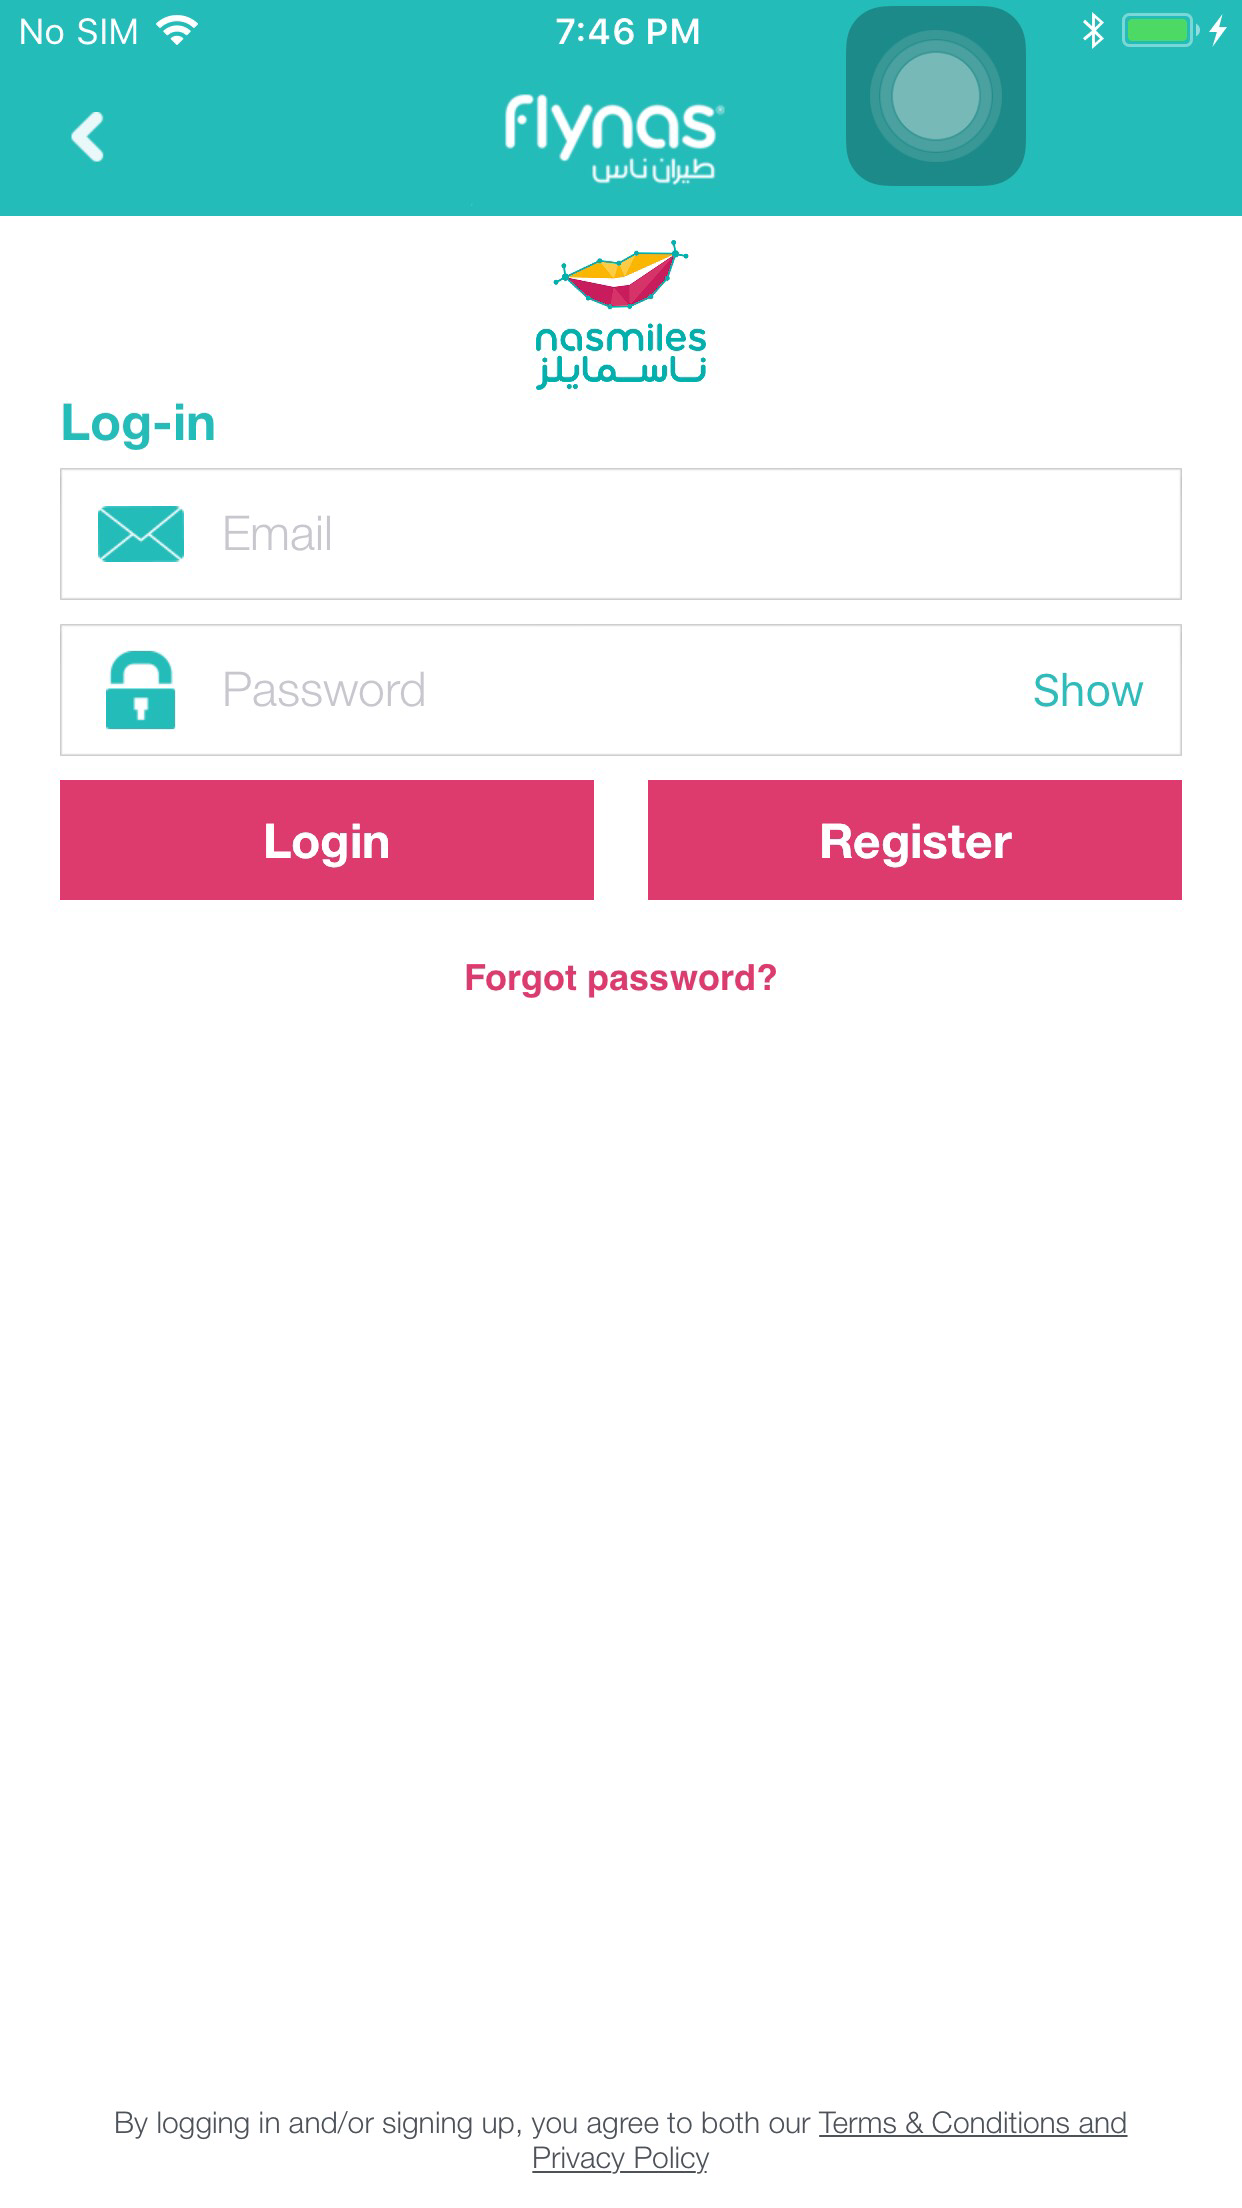 No SIM 7:46 PM
flynas
طيران ناس
nasmiles
ناسمايلز
Log-in
Email
Password Show
Login Register
Forgot password?
By logging in and/or signing up, you agree to both our Terms & Conditions and
Privacy Policy